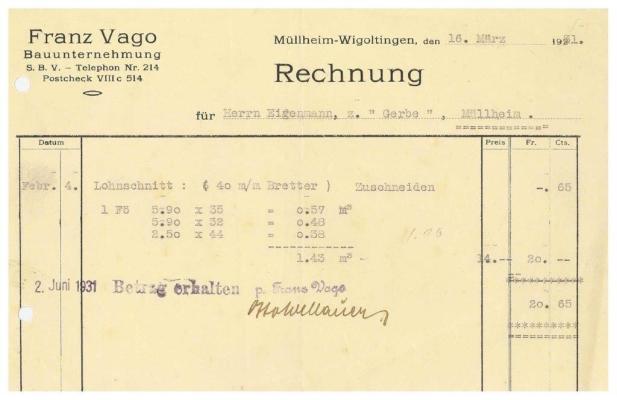 Franz Vago
Bauunternehmung
S. B. V. — Telephon Nr. 214
Postcheck VIII c 514
Müllheim-Wigoltingen, den 16. März 1931.
Rechnung
für Herrn Eigenmann, z. " Gerbe ", Müllheim.
Datum Preis Fr. Cts.
Febr. 4. Lohnschnitt : ( 40 m/m Bretter ) Zuschneiden -. 65
1 Fö 5.90 x 35 = 0.57 m³
5.90 x 32 = 0.48
2.50 x 44 = 0.38
1.43 m³ - 14.-- 20. --
2. Juni 1931 Betrag erhalten p. Franz Vago
20. 65